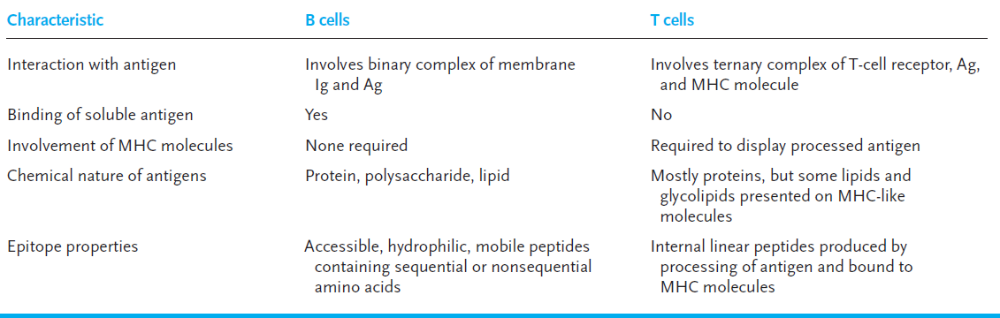 Characteristic B cells T cells
Interaction with antigen Involves binary complex of membrane Involves ternary complex of T-cell receptor, Ag,
Ig and Ag and MHC molecule
Binding of soluble antigen Yes No
Involvement of MHC molecules None required Required to display processed antigen
Chemical nature of antigens Protein, polysaccharide, lipid Mostly proteins, but some lipids and
glycolipids presented on MHC-like
molecules
Epitope properties Accessible, hydrophilic, mobile peptides Internal linear peptides produced by
containing sequential or nonsequential processing of antigen and bound to
amino acids MHC molecules